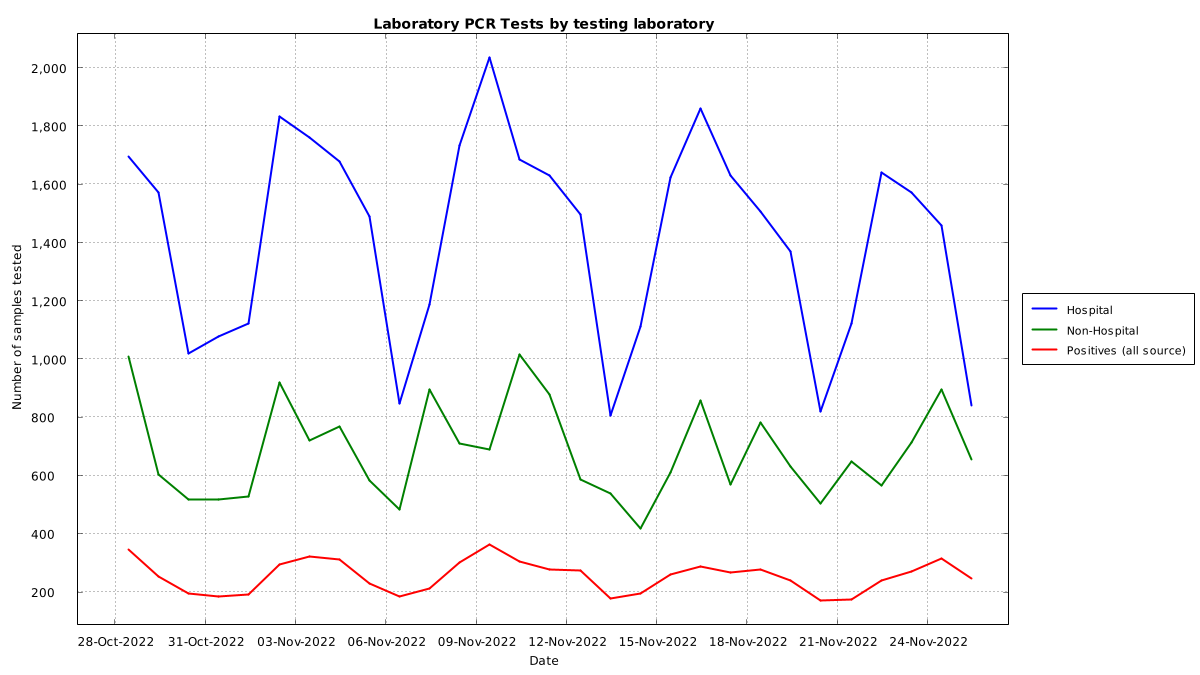 Laboratory PCR Tests by testing laboratory
2,000
1,800
1,600
1,400
1,200
1,000
800
600
400
200
Number of samples tested
28-Oct-2022 31-Oct-2022 03-Nov-2022 06-Nov-2022 09-Nov-2022 12-Nov-2022 15-Nov-2022 18-Nov-2022 21-Nov-2022 24-Nov-2022
Date
Hospital
Non-Hospital
Positives (all source)